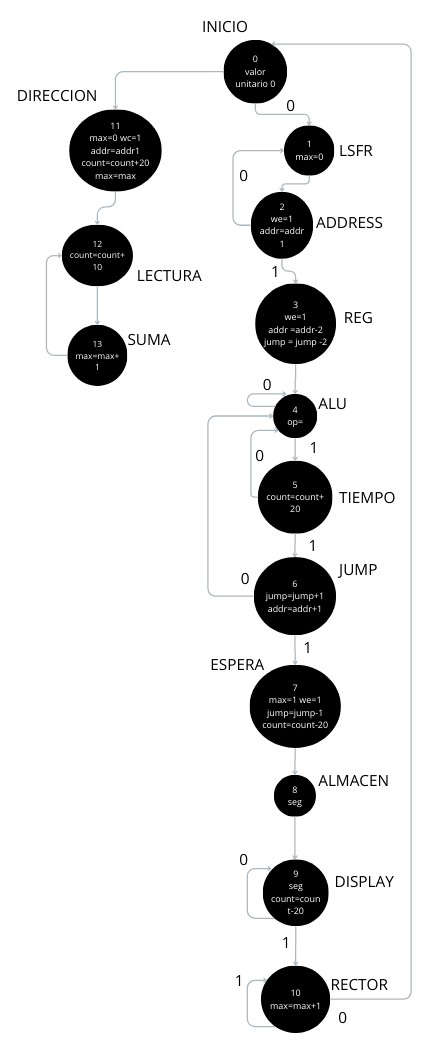 INICIO
0
valor
unitario 0
DIRECCION
0
11
max=0 wc=1
addr=addr1
count=count+20
max=max
1
max=0
LSFR
0
2
we=1
addr=addr
1
ADDRESS
12
count=count+
10
LECTURA
1
3
we=1
addr =addr-2
jump = jump -2
REG
13
max=max+
1
SUMA
0
4
op=
ALU
1
0
5
count=count+
20
TIEMPO
1
0
6
jump=jump+1
addr=addr+1
JUMP
1
ESPERA
7
max=1 we=1
jump=jump-1
count=count-20
8
seg
ALMACEN
0
9
seg
count=coun
t-20
DISPLAY
1
1
10
max=max+1
RECTOR
0